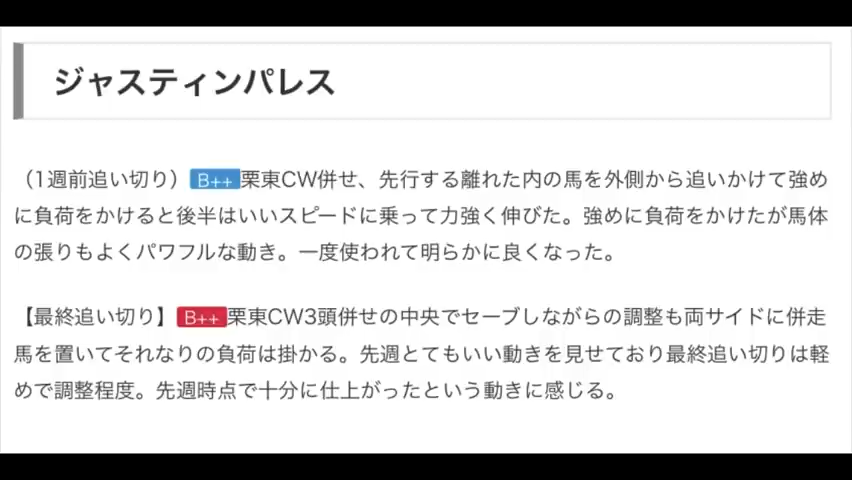 ジャスティンパレス
（1週前追い切り）B++栗東CW併せ、先行する離れた内の馬を外側から追いかけて強め
に負荷をかけると後半はいいスピードに乗って力強く伸びた。強めに負荷をかけたが馬体
の張りもよくパワフルな動き。一度使われて明らかに良くなった。
【最終追い切り】B++栗東CW3頭併せの中央でセーブしながらの調整も両サイドに併走
馬を置いてそれなりの負荷は掛かる。先週とてもいい動きを見せており最終追い切りは軽
めで調整程度。先週時点で十分に仕上がったという動きに感じる。